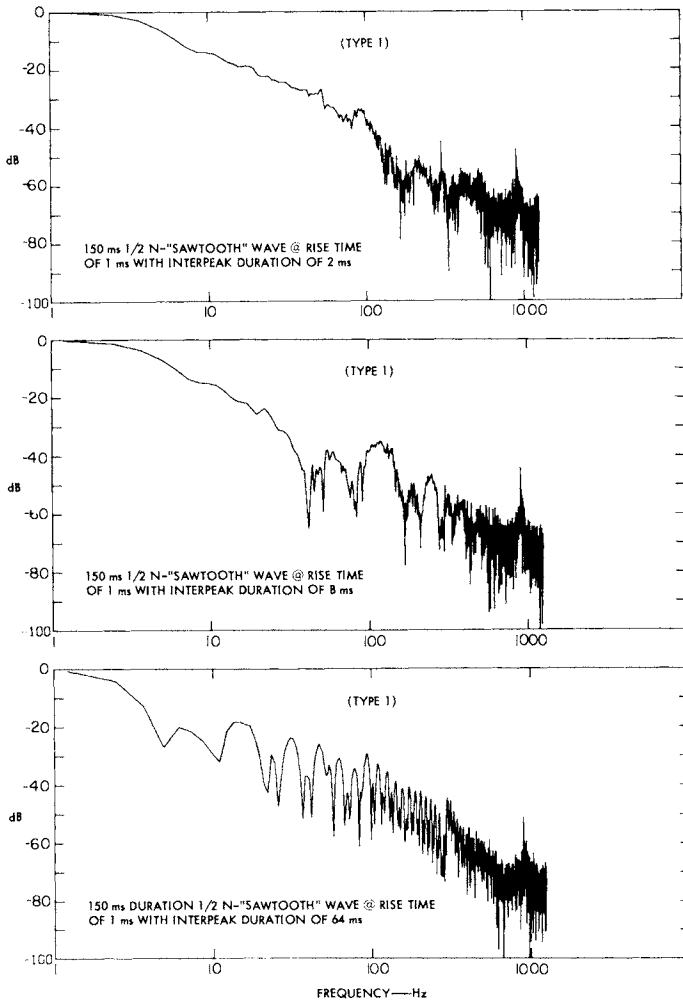 0
(TYPE 1)
-20
-40
dB
-60
-80
150 ms 1/2 N-"SAWTOOTH" WAVE @ RISE TIME
OF 1 ms WITH INTERPEAK DURATION OF 2 ms
-100
1 10 100 1000
0
(TYPE 1)
-20
-40
dB
-60
-80
150 ms 1/2 N-"SAWTOOTH" WAVE @ RISE TIME
OF 1 ms WITH INTERPEAK DURATION OF 8 ms
-100
1 10 100 1000
0
(TYPE 1)
-20
-40
dB
-60
-80
150 ms DURATION 1/2 N-"SAWTOOTH" WAVE @ RISE TIME
OF 1 ms WITH INTERPEAK DURATION OF 64 ms
-100
1 10 100 1000
FREQUENCY—Hz